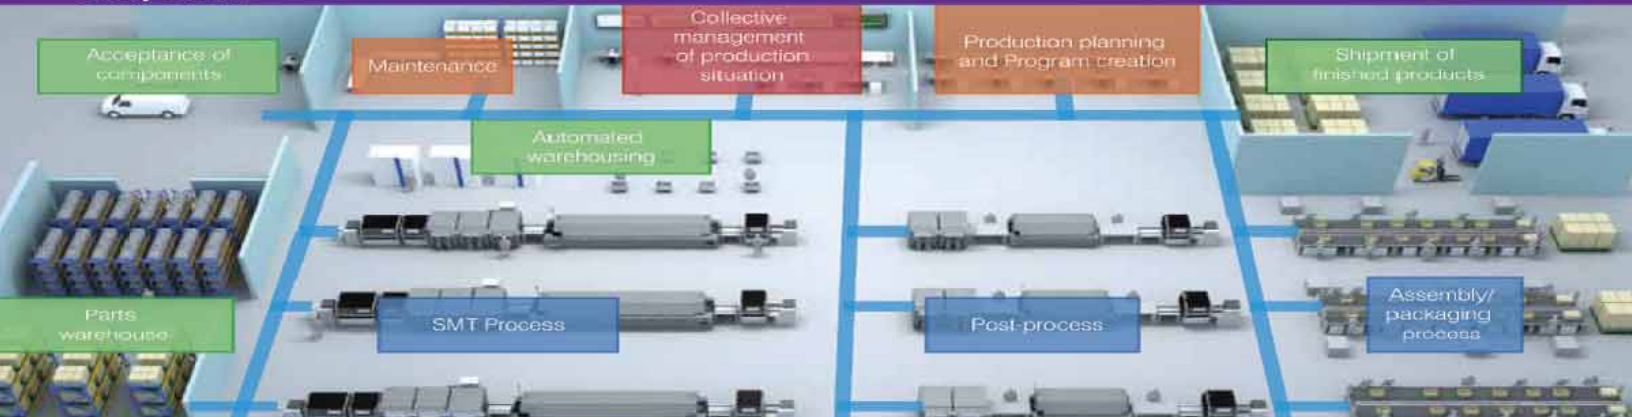 Acceptance of
components
Maintenance
Collective
management
of production
situation
Production planning
and Program creation
Shipment of
finished products
Automated
warehousing
Parts
warehouse
SMT Process
Post-process
Assembly/
packaging
process